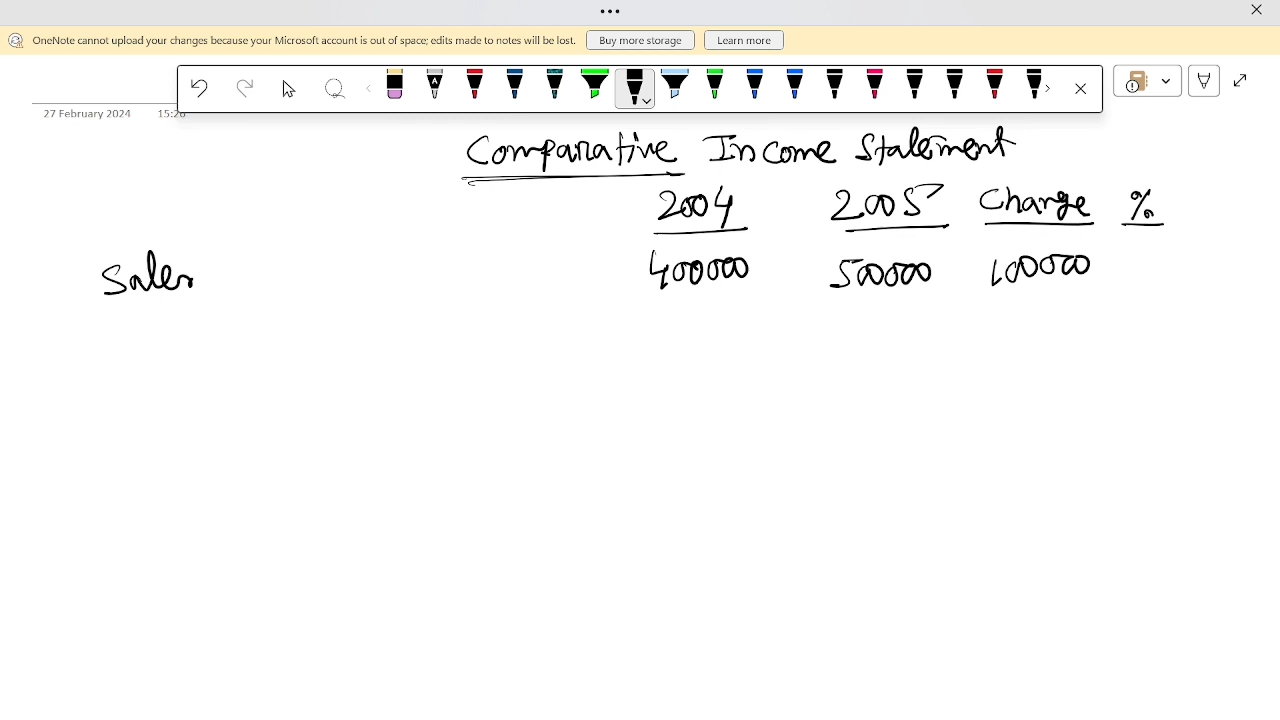 •••
OneNote cannot upload your changes because your Microsoft account is out of space; edits made to notes will be lost. Buy more storage Learn more
A
27 February 2024 15:26
Comparative Income Statement
2004 2005 Change %
Sales 400000 500000 100000